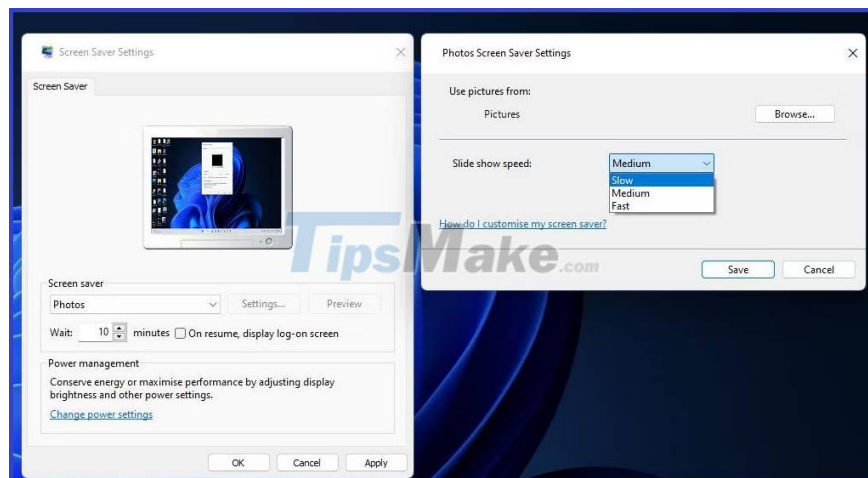 Screen Saver Settings
Screen Saver
Screen saver
Photos
Settings...
Preview
Wait:
10
minutes
On resume, display log-on screen
Power management
Conserve energy or maximise performance by adjusting display
brightness and other power settings.
Change power settings
OK
Cancel
Apply
Photos Screen Saver Settings
Use pictures from:
Pictures
Browse...
Slide show speed:
Medium
Slow
Medium
Fast
How do I customise my screen saver?
Save
Cancel
TipsMake.com